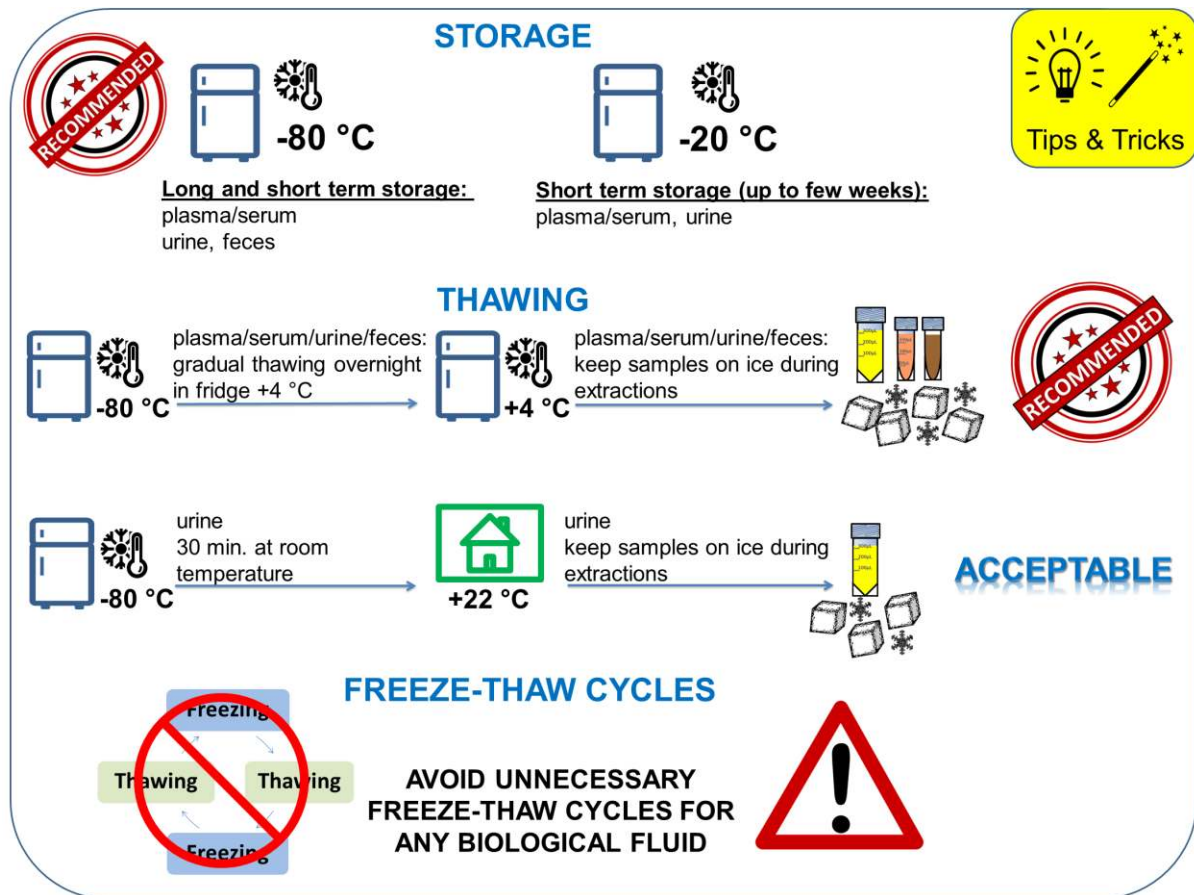 STORAGE
RECOMMENDED
-80 °C
-20 °C
Tips & Tricks
Long and short term storage:
plasma/serum
urine, feces
Short term storage (up to few weeks):
plasma/serum, urine
THAWING
-80 °C
plasma/serum/urine/feces:
gradual thawing overnight
in fridge +4 °C
+4 °C
plasma/serum/urine/feces:
keep samples on ice during
extractions
RECOMMENDED
-80 °C
urine
30 min. at room
temperature
+22 °C
urine
keep samples on ice during
extractions
ACCEPTABLE
FREEZE-THAW CYCLES
Freezing
Thawing
Thawing
Freezing
AVOID UNNECESSARY
FREEZE-THAW CYCLES FOR
ANY BIOLOGICAL FLUID